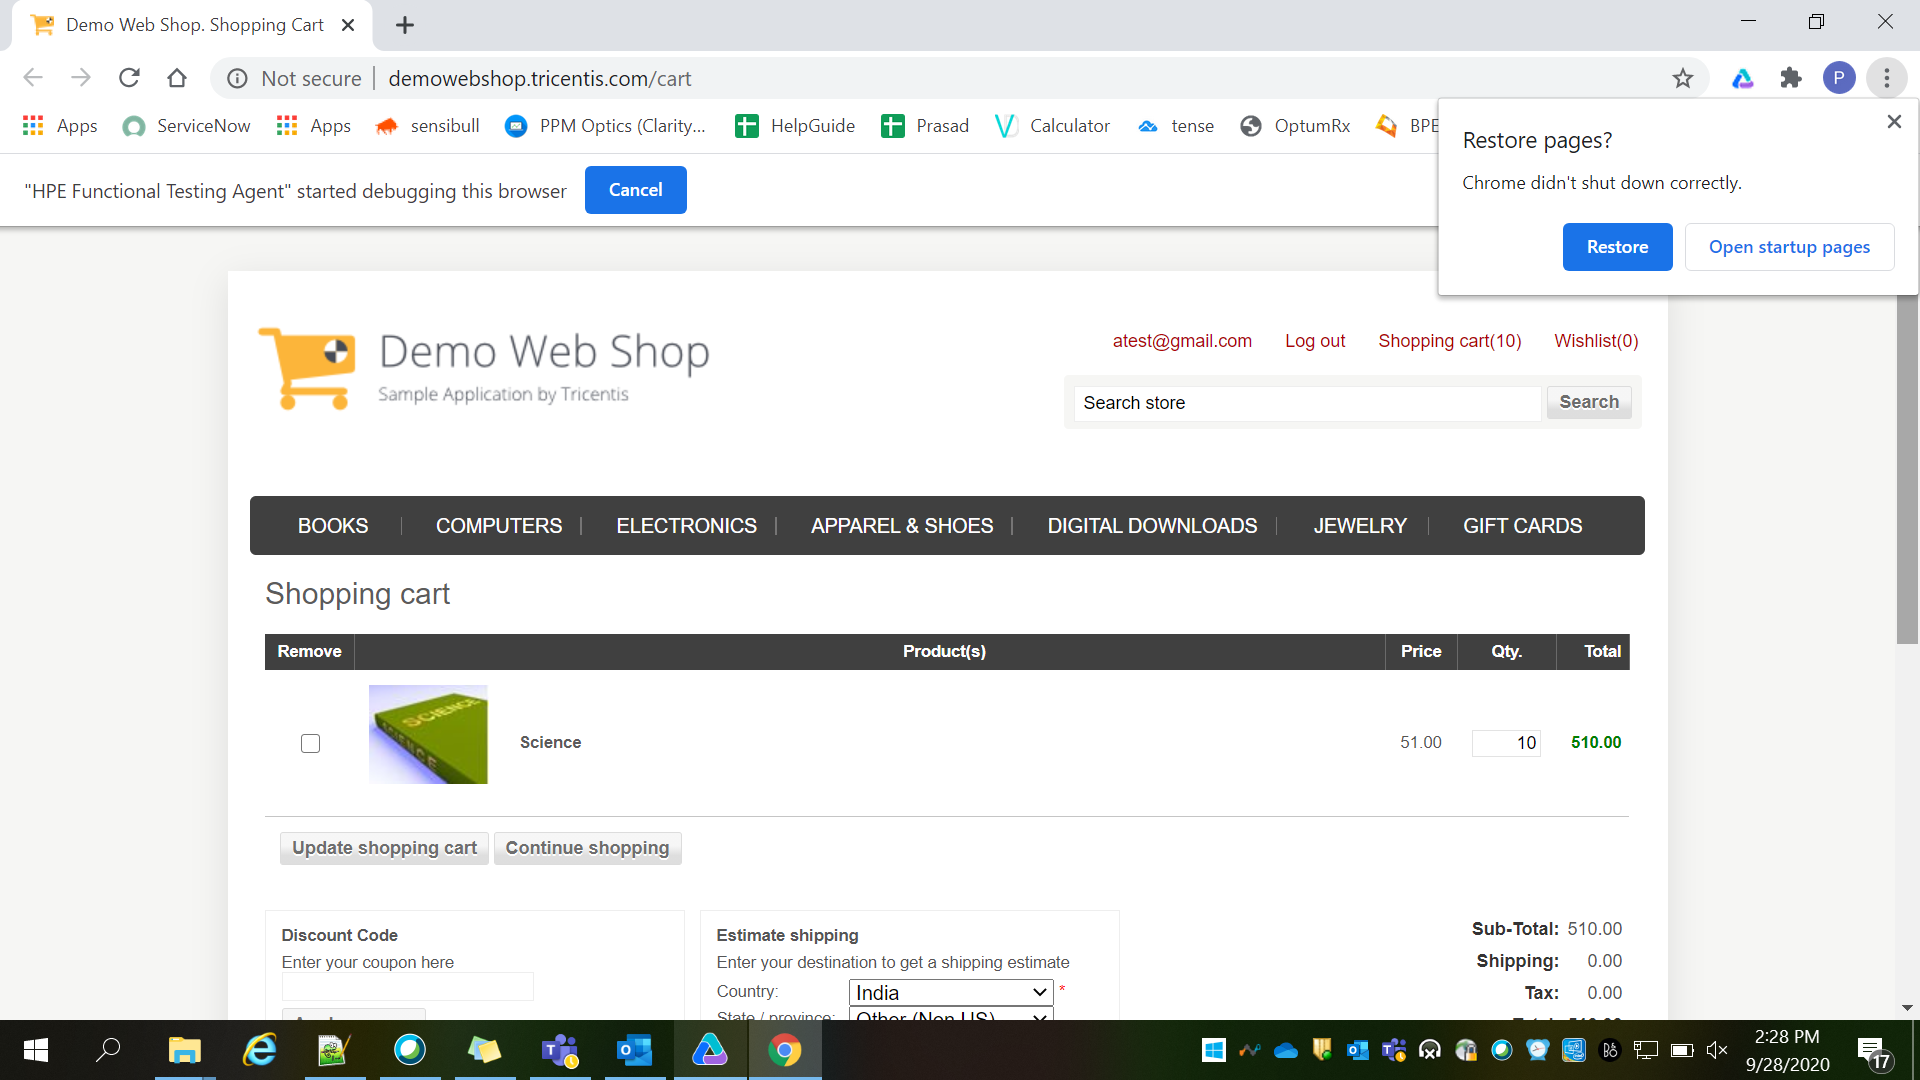 Demo Web Shop. Shopping Cart
Not secure | demowebshop.tricentis.com/cart
P
Apps ServiceNow Apps sensibull PPM Optics (Clarity... HelpGuide Prasad Calculator tense OptumRx BPE
Restore pages?
Chrome didn't shut down correctly.
Restore Open startup pages
"HPE Functional Testing Agent" started debugging this browser Cancel
Demo Web Shop
Sample Application by Tricentis
atest@gmail.com Log out Shopping cart(10) Wishlist(0)
Search store Search
BOOKS COMPUTERS ELECTRONICS APPAREL & SHOES DIGITAL DOWNLOADS JEWELRY GIFT CARDS
Shopping cart
Remove Product(s) Price Qty. Total
SCIENCE
SCIENCE
Science 51.00 10 510.00
Update shopping cart Continue shopping
Discount Code
Enter your coupon here
Estimate shipping
Enter your destination to get a shipping estimate
Country: India *
State / province: Other (Non US)
Sub-Total: 510.00
Shipping: 0.00
Tax: 0.00
2:28 PM
9/28/2020
17